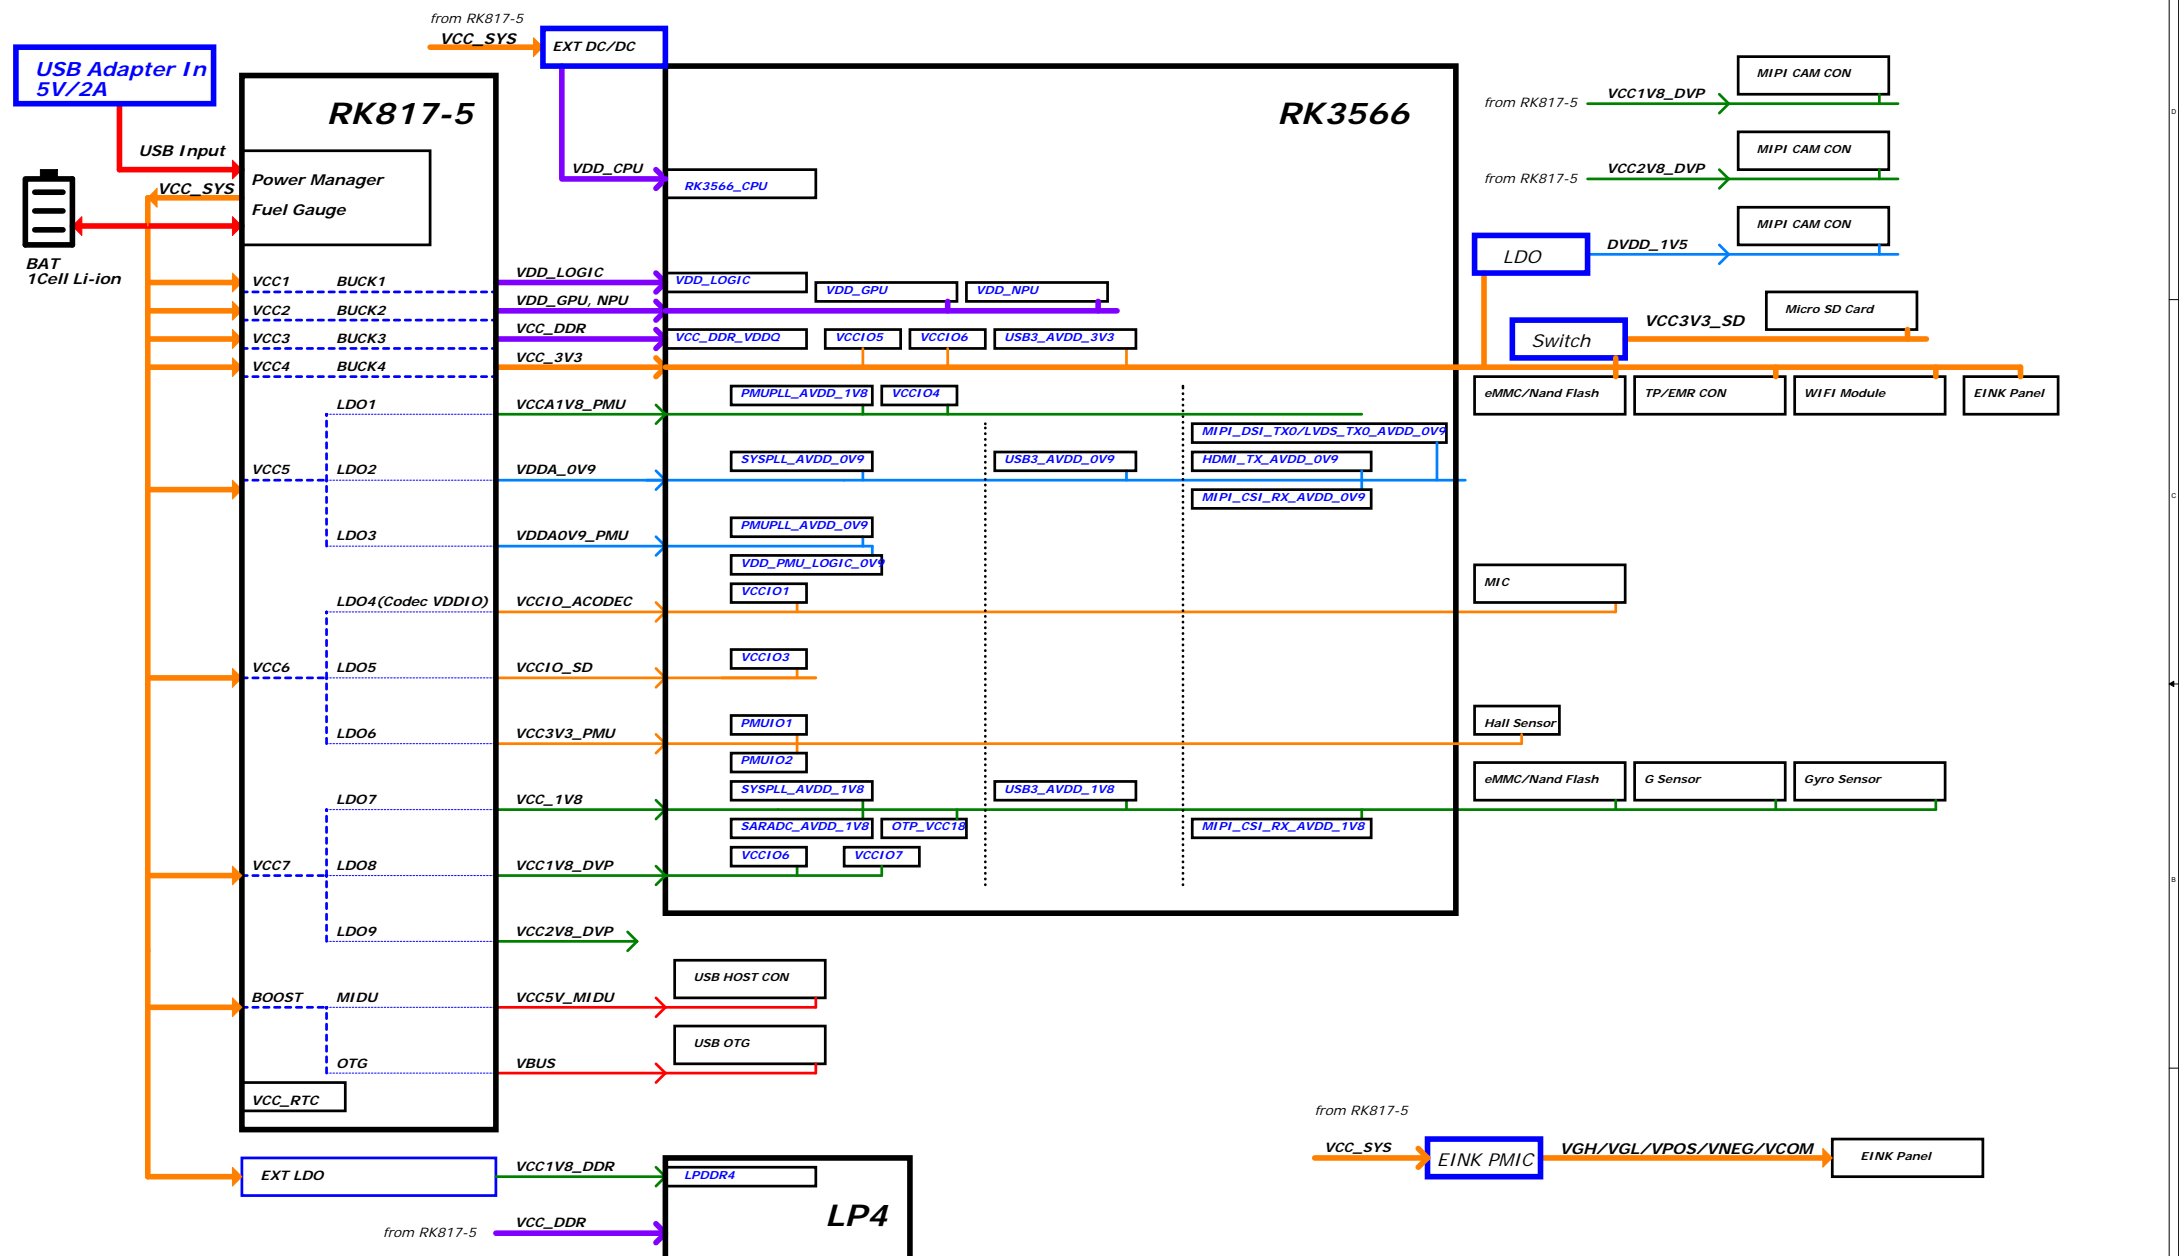 from RK817-5
VCC_SYS
EXT DC/DC
USB Adapter In
5V/2A
RK817-5
RK3566
USB Input
VCC_SYS
Power Manager
Fuel Gauge
BAT
1Cell Li-ion
VDD_CPU
RK3566_CPU
MIPI CAM CON
from RK817-5
VCC1V8_DVP
MIPI CAM CON
from RK817-5
VCC2V8_DVP
MIPI CAM CON
LDO
DVDD_1V5
VCC1
BUCK1
VDD_LOGIC
VDD_LOGIC
VCC2
BUCK2
VDD_GPU, NPU
VDD_GPU
VDD_NPU
VCC3
BUCK3
VCC_DDR
VCC_DDR_VDDQ
VCCIO5
VCCIO6
USB3_AVDD_3V3
VCC4
BUCK4
VCC_3V3
Switch
VCC3V3_SD
Micro SD Card
eMMC/Nand Flash
TP/EMR CON
WIFI Module
EINK Panel
LDO1
VCCA1V8_PMU
PMUPLL_AVDD_1V8
VCCIO4
MIPI_DSI_TX0/LVDS_TX0_AVDD_0V9
VCC5
LDO2
VDDA_0V9
SYSPLL_AVDD_0V9
USB3_AVDD_0V9
HDMI_TX_AVDD_0V9
MIPI_CSI_RX_AVDD_0V9
LDO3
VDDA0V9_PMU
PMUPLL_AVDD_0V9
VDD_PMU_LOGIC_0V9
VCCIO1
LDO4(Codec VDDIO)
VCCIO_ACODEC
MIC
VCC6
LDO5
VCCIO_SD
VCCIO3
LDO6
VCC3V3_PMU
PMUIO1
PMUIO2
Hall Sensor
LDO7
VCC_1V8
SYSPLL_AVDD_1V8
USB3_AVDD_1V8
SARADC_AVDD_1V8
OTP_VCC18
MIPI_CSI_RX_AVDD_1V8
eMMC/Nand Flash
G Sensor
Gyro Sensor
VCC7
LDO8
VCC1V8_DVP
VCCIO6
VCCIO7
LDO9
VCC2V8_DVP
BOOST
MIDU
VCC5V_MIDU
USB HOST CON
OTG
VBUS
USB OTG
VCC_RTC
EXT LDO
VCC1V8_DDR
LPDDR4
LP4
from RK817-5
VCC_DDR
from RK817-5
VCC_SYS
EINK PMIC
VGH/VGL/VPOS/VNEG/VCOM
EINK Panel
D
C
B